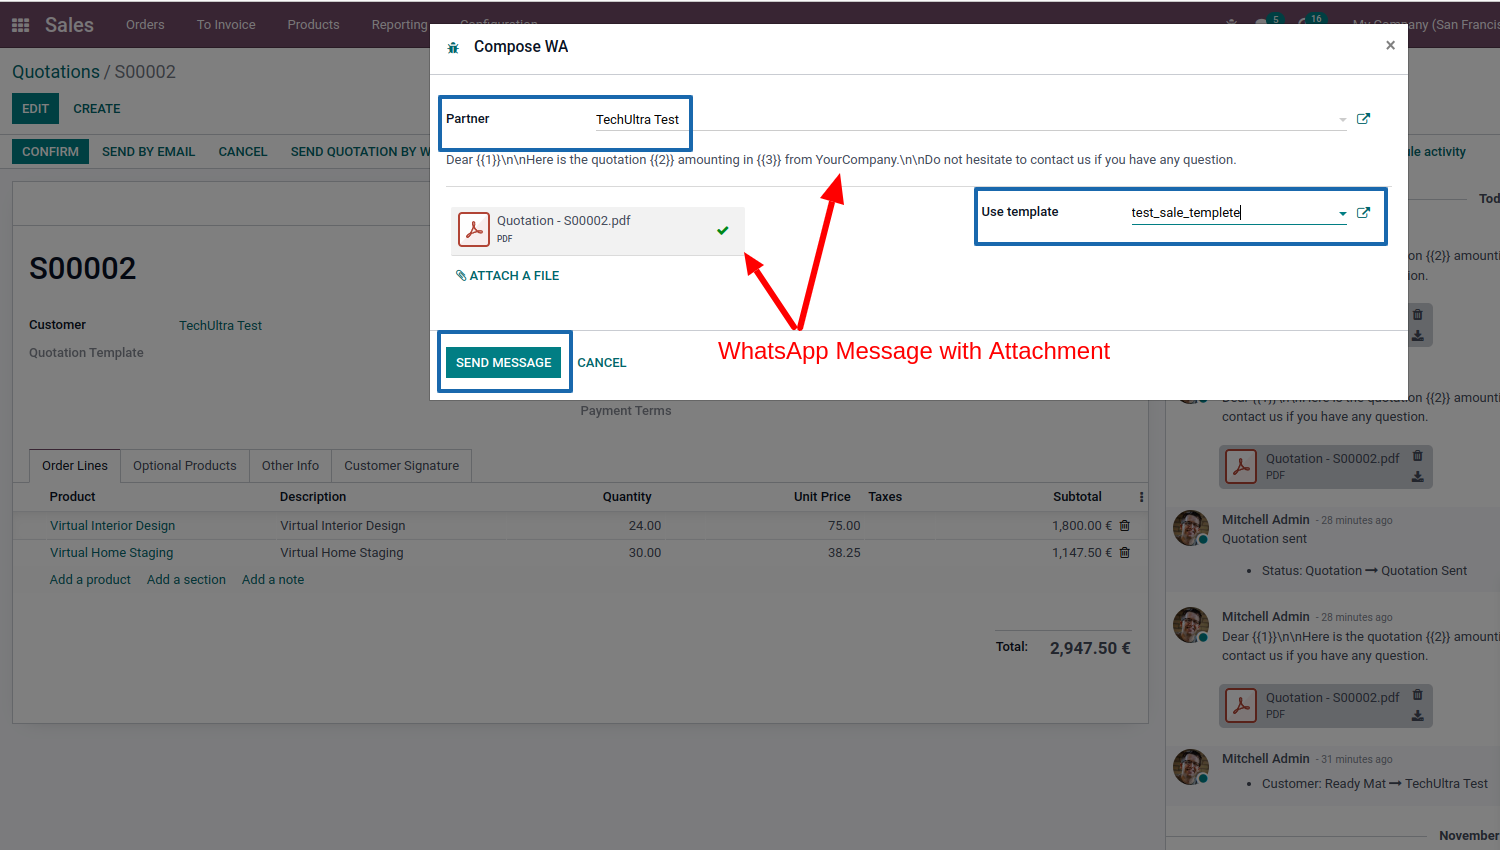 Sales Orders To Invoice Products Reporting Configuration 5 16 My Company (San Francis
Quotations / S00002
EDIT CREATE
CONFIRM SEND BY EMAIL CANCEL SEND QUOTATION BY W
Compose WA ×
Partner TechUltra Test
Dear {{1}}\n\nHere is the quotation {{2}} amounting in {{3}} from YourCompany.\n\nDo not hesitate to contact us if you have any question.
Use template test_sale_templete
Quotation - S00002.pdf
PDF
ATTACH A FILE
WhatsApp Message with Attachment
SEND MESSAGE CANCEL
S00002
Customer TechUltra Test
Quotation Template
Payment Terms
Order Lines Optional Products Other Info Customer Signature
Product Description Quantity Unit Price Taxes Subtotal
Virtual Interior Design Virtual Interior Design 24.00 75.00 1,800.00 €
Virtual Home Staging Virtual Home Staging 30.00 38.25 1,147.50 €
Add a product Add a section Add a note
Total: 2,947.50 €
ule activity
Tod
on {{2}} amounti
on.
Dear {{1}}\n\nHere is the quotation {{2}} amounti
contact us if you have any question.
Quotation - S00002.pdf
PDF
Mitchell Admin - 28 minutes ago
Quotation sent
• Status: Quotation → Quotation Sent
Mitchell Admin - 28 minutes ago
Dear {{1}}\n\nHere is the quotation {{2}} amounti
contact us if you have any question.
Quotation - S00002.pdf
PDF
Mitchell Admin - 31 minutes ago
• Customer: Ready Mat → TechUltra Test
November